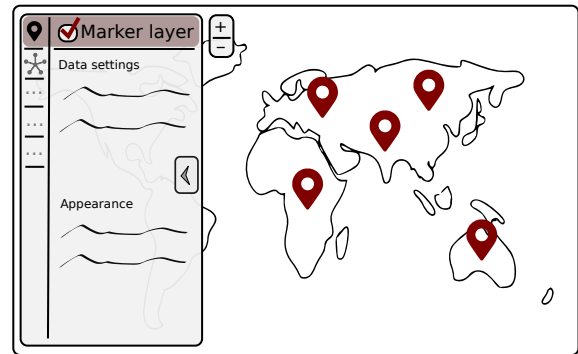 Marker layer
+
−
Data settings
...
...
...
Appearance